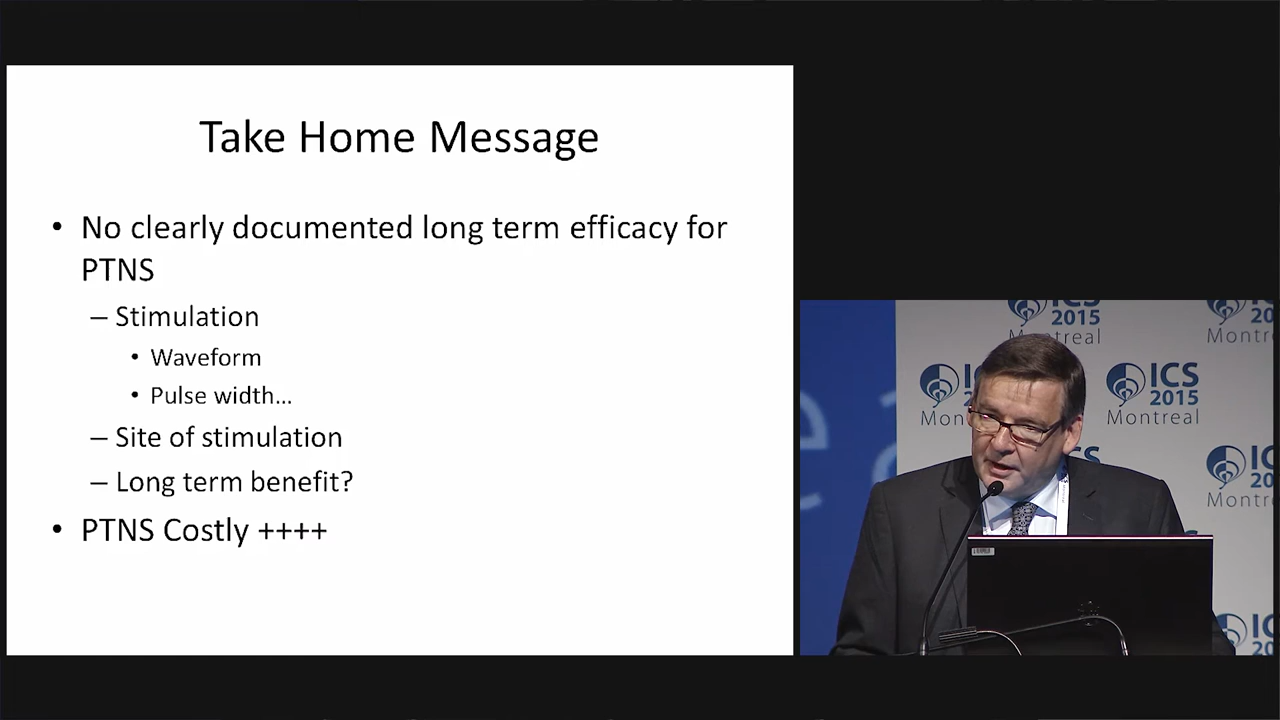 Take Home Message
• No clearly documented long term efficacy for
PTNS
– Stimulation
• Waveform
• Pulse width...
– Site of stimulation
– Long term benefit?
• PTNS Costly ++++
ICS
2015
Montreal
ICS
2015
Montreal